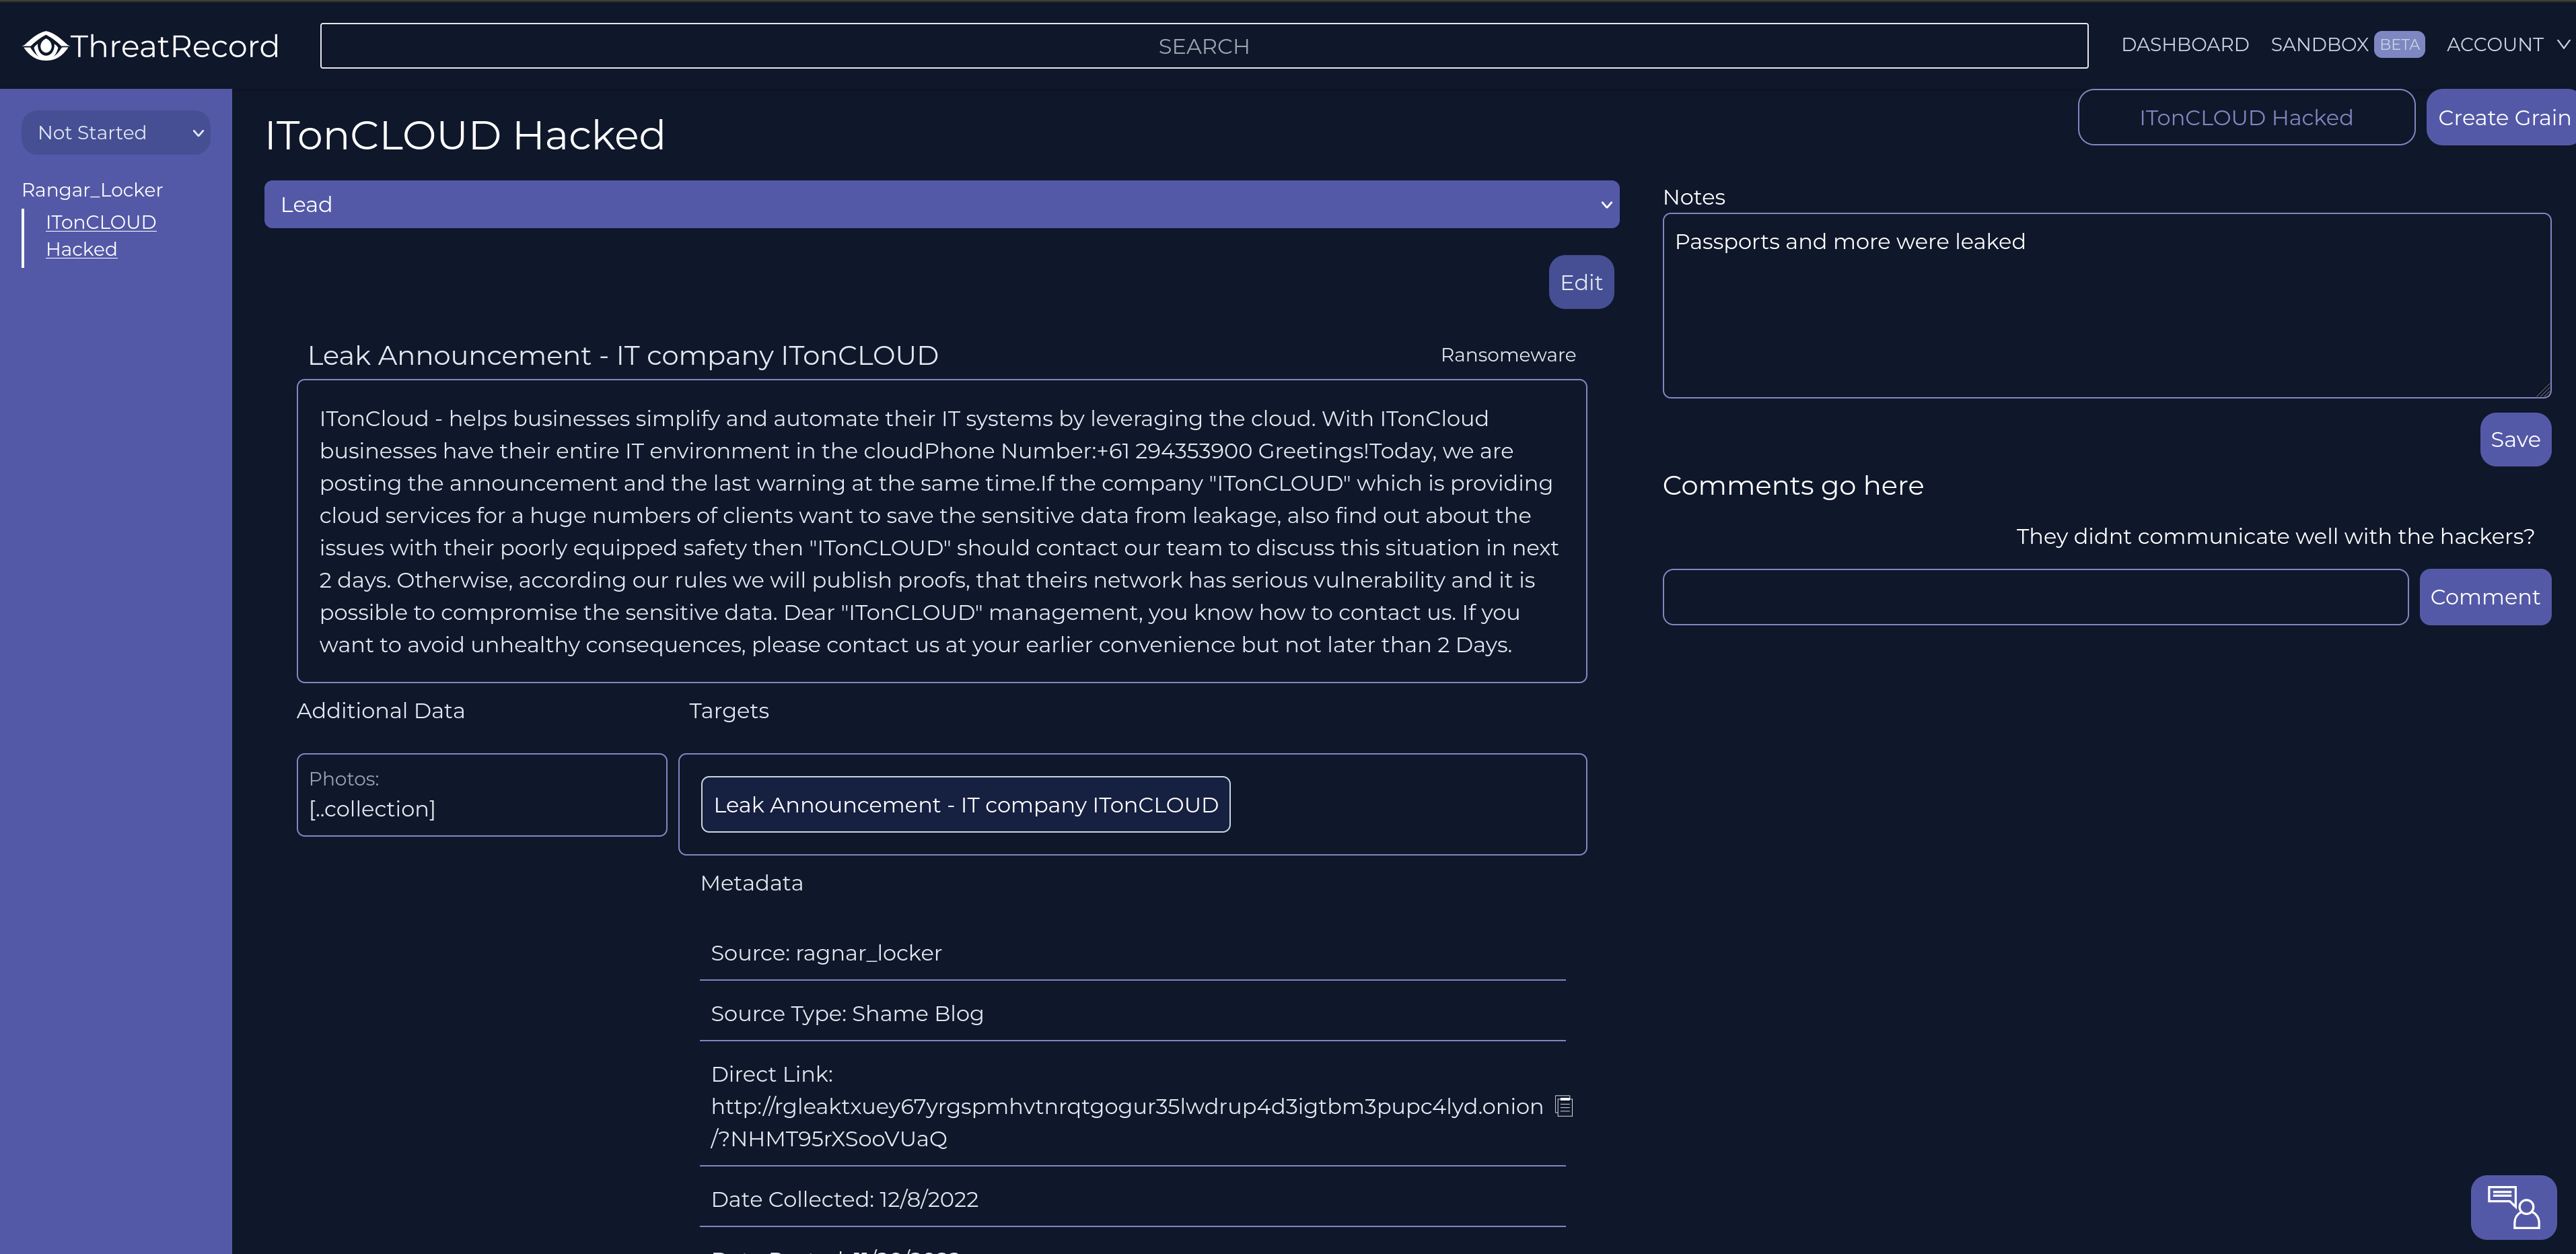 ThreatRecord
SEARCH
DASHBOARD
SANDBOX BETA
ACCOUNT
Not Started
Rangar_Locker
ITonCLOUD
Hacked
ITonCLOUD Hacked
ITonCLOUD Hacked
Create Grain
Lead
Edit
Leak Announcement - IT company ITonCLOUD
Ransomeware
ITonCloud - helps businesses simplify and automate their IT systems by leveraging the cloud. With ITonCloud
businesses have their entire IT environment in the cloudPhone Number:+61 294353900 Greetings!Today, we are
posting the announcement and the last warning at the same time.If the company "ITonCLOUD" which is providing
cloud services for a huge numbers of clients want to save the sensitive data from leakage, also find out about the
issues with their poorly equipped safety then "ITonCLOUD" should contact our team to discuss this situation in next
2 days. Otherwise, according our rules we will publish proofs, that theirs network has serious vulnerability and it is
possible to compromise the sensitive data. Dear "ITonCLOUD" management, you know how to contact us. If you
want to avoid unhealthy consequences, please contact us at your earlier convenience but not later than 2 Days.
Additional Data
Photos:
[..collection]
Targets
Leak Announcement - IT company ITonCLOUD
Metadata
Source: ragnar_locker
Source Type: Shame Blog
Direct Link:
http://rgleaktxuey67yrgspmhvtnrqtgogur35lwdrup4d3igtbm3pupc4lyd.onion
/?NHMT95rXSooVUaQ
Date Collected: 12/8/2022
Notes
Passports and more were leaked
Save
Comments go here
They didnt communicate well with the hackers?
Comment